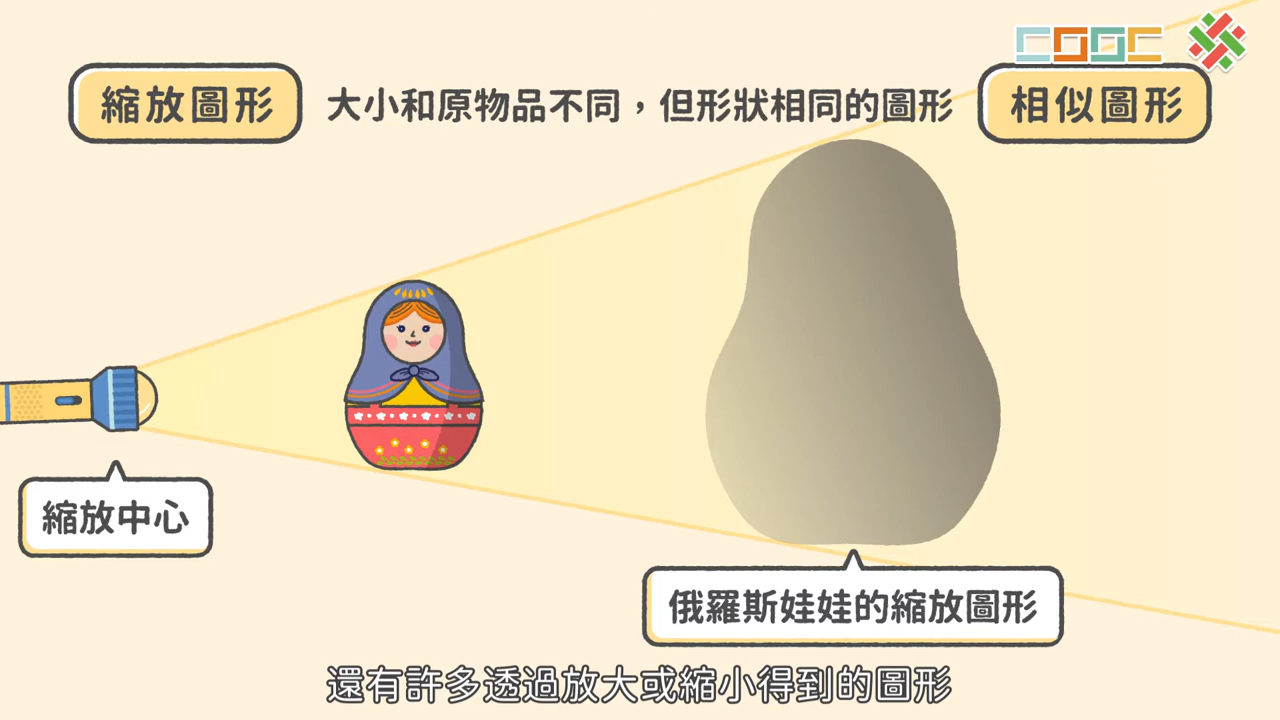 COOC
縮放圖形
大小和原物品不同，但形狀相同的圖形
相似圖形
縮放中心
俄羅斯娃娃的縮放圖形
還有許多透過放大或縮小得到的圖形